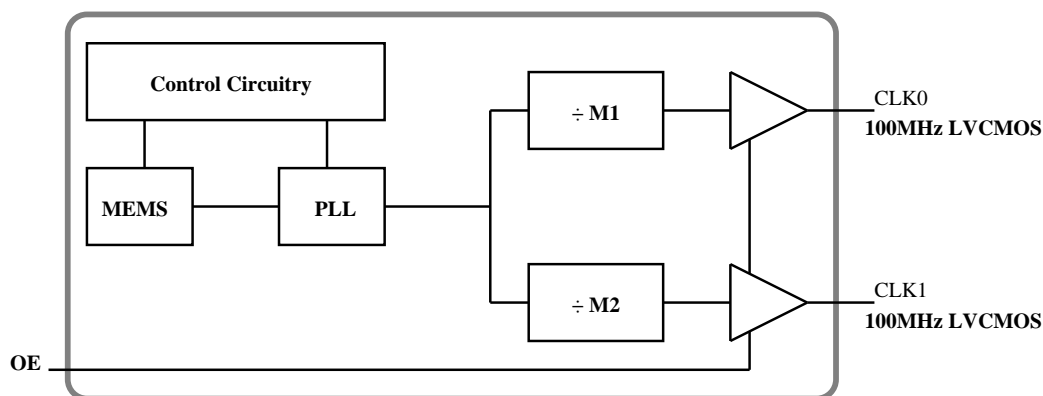 Control Circuitry
MEMS
PLL
÷ M1
÷ M2
CLK0
100MHz LVCMOS
CLK1
100MHz LVCMOS
OE